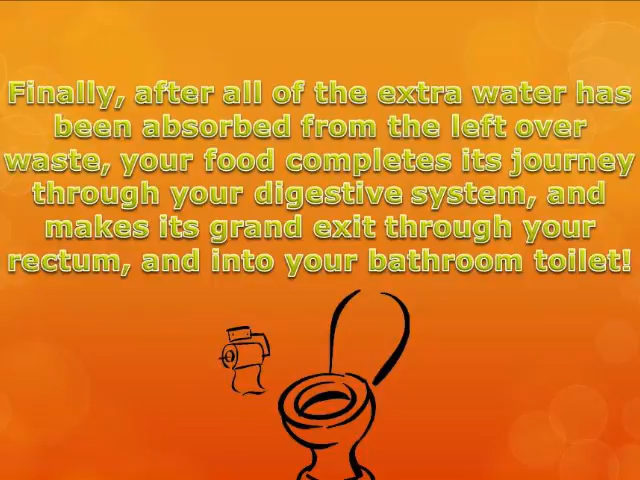 Finally, after all of the extra water has
been absorbed from the left over
waste, your food completes its journey
through your digestive system, and
makes its grand exit through your
rectum, and into your bathroom toilet!